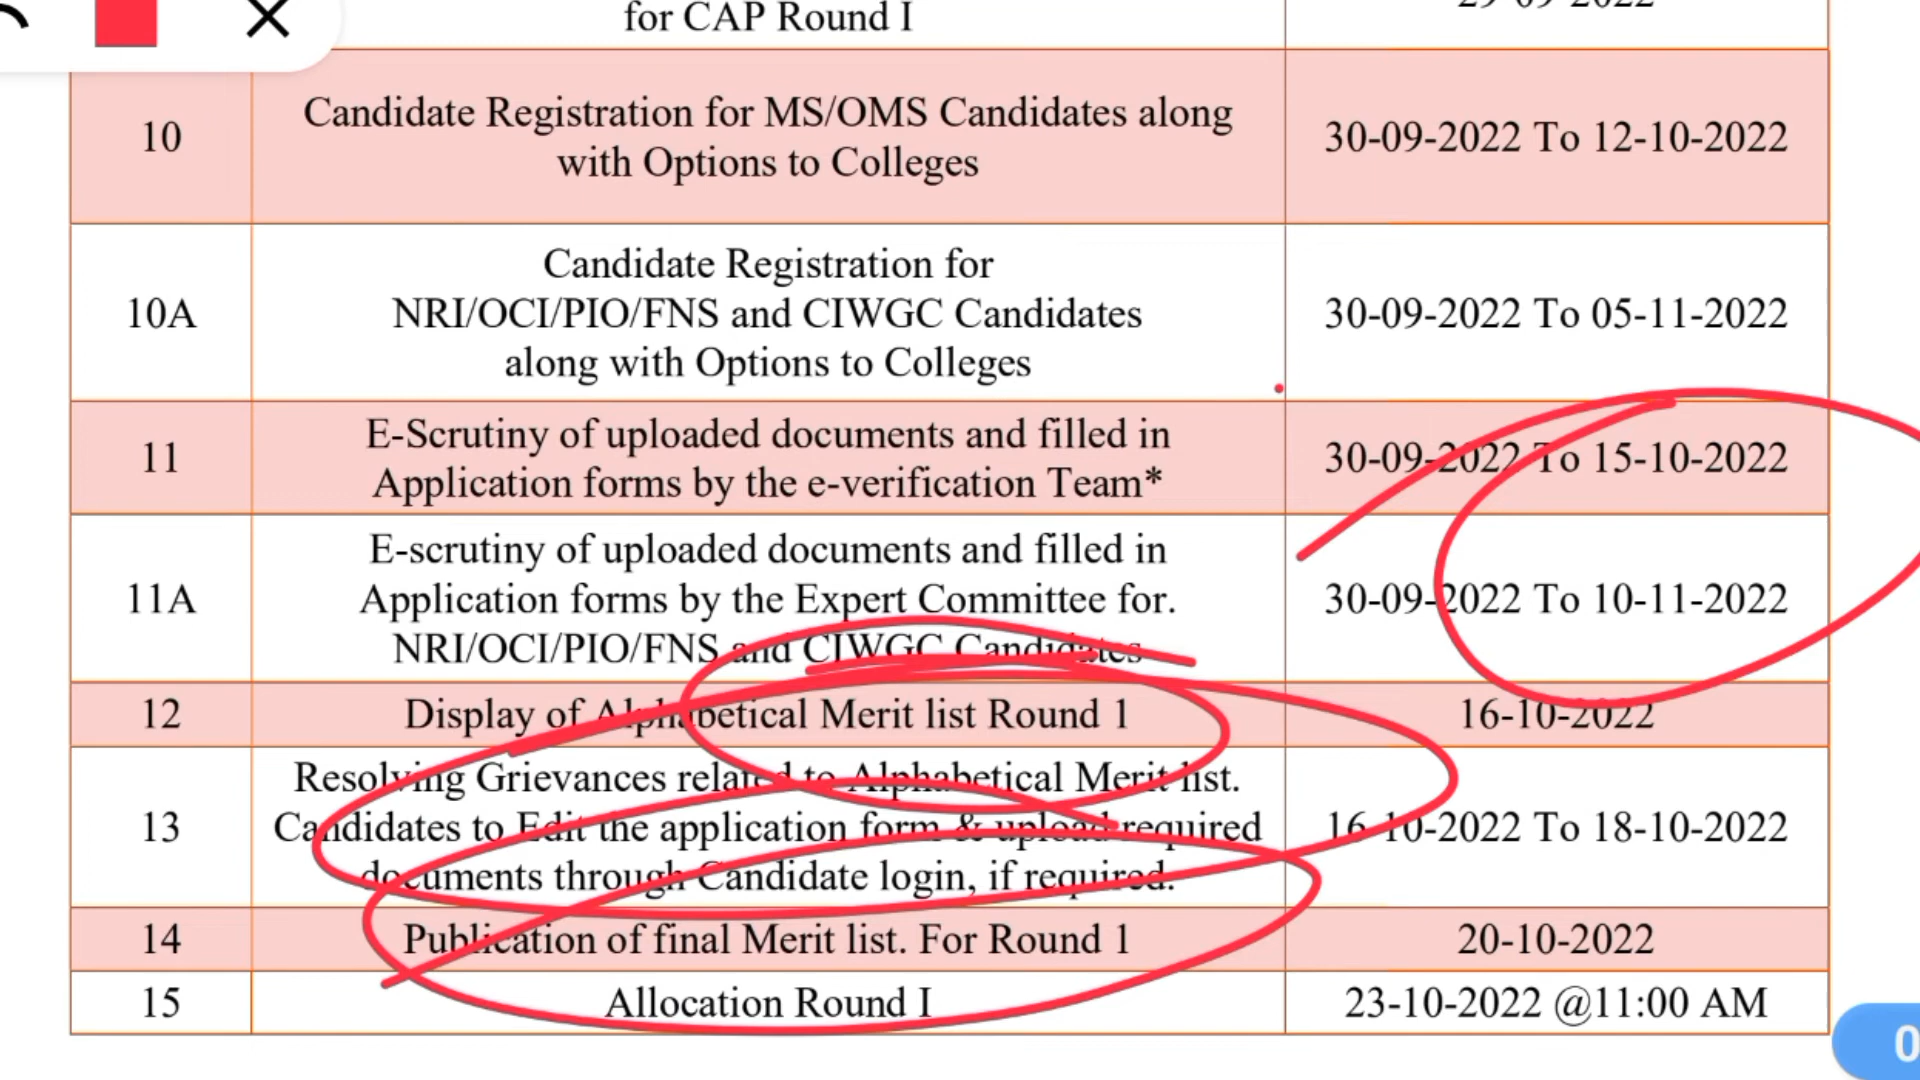 for CAP Round I
29-09-2022
10
Candidate Registration for MS/OMS Candidates along
with Options to Colleges
30-09-2022 To 12-10-2022
10A
Candidate Registration for
NRI/OCI/PIO/FNS and CIWGC Candidates
along with Options to Colleges
30-09-2022 To 05-11-2022
11
E-Scrutiny of uploaded documents and filled in
Application forms by the e-verification Team*
30-09-2022 To 15-10-2022
11A
E-scrutiny of uploaded documents and filled in
Application forms by the Expert Committee for.
NRI/OCI/PIO/FNS and CIWGC Candidates
30-09-2022 To 10-11-2022
12
Display of Alphabetical Merit list Round 1
16-10-2022
13
Resolving Grievances related to Alphabetical Merit list.
Candidates to Edit the application form & upload required
documents through Candidate login, if required.
16-10-2022 To 18-10-2022
14
Publication of final Merit list. For Round 1
20-10-2022
15
Allocation Round I
23-10-2022 @11:00 AM
0